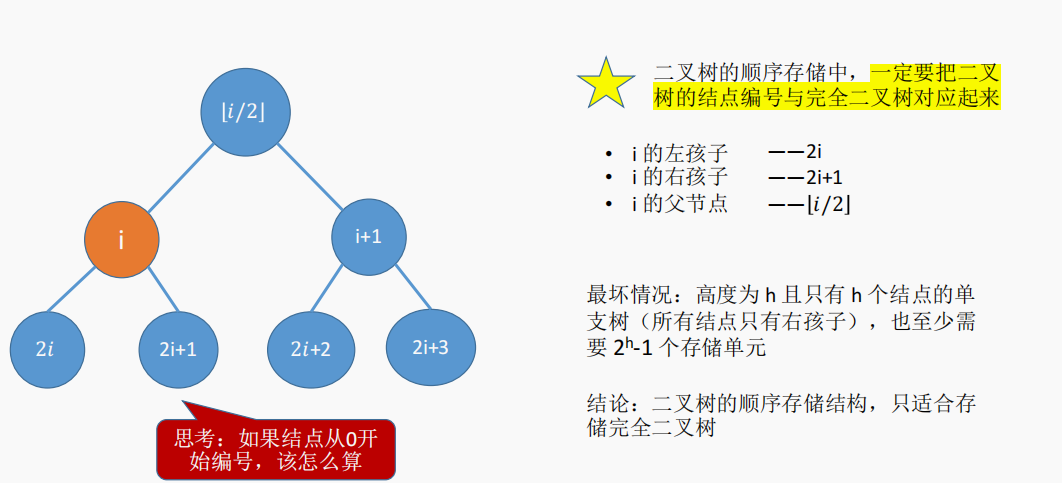 ⌊i/2⌋
i
i+1
2i
2i+1
2i+2
2i+3
思考：如果结点从0开
始编号，该怎么算
二叉树的顺序存储中，一定要把二叉
树的结点编号与完全二叉树对应起来
• i 的左孩子 ——2i
• i 的右孩子 ——2i+1
• i 的父节点 ——⌊i/2⌋
最坏情况：高度为 h 且只有 h 个结点的单
支树（所有结点只有右孩子），也至少需
要 2ʰ-1 个存储单元
结论：二叉树的顺序存储结构，只适合存
储完全二叉树